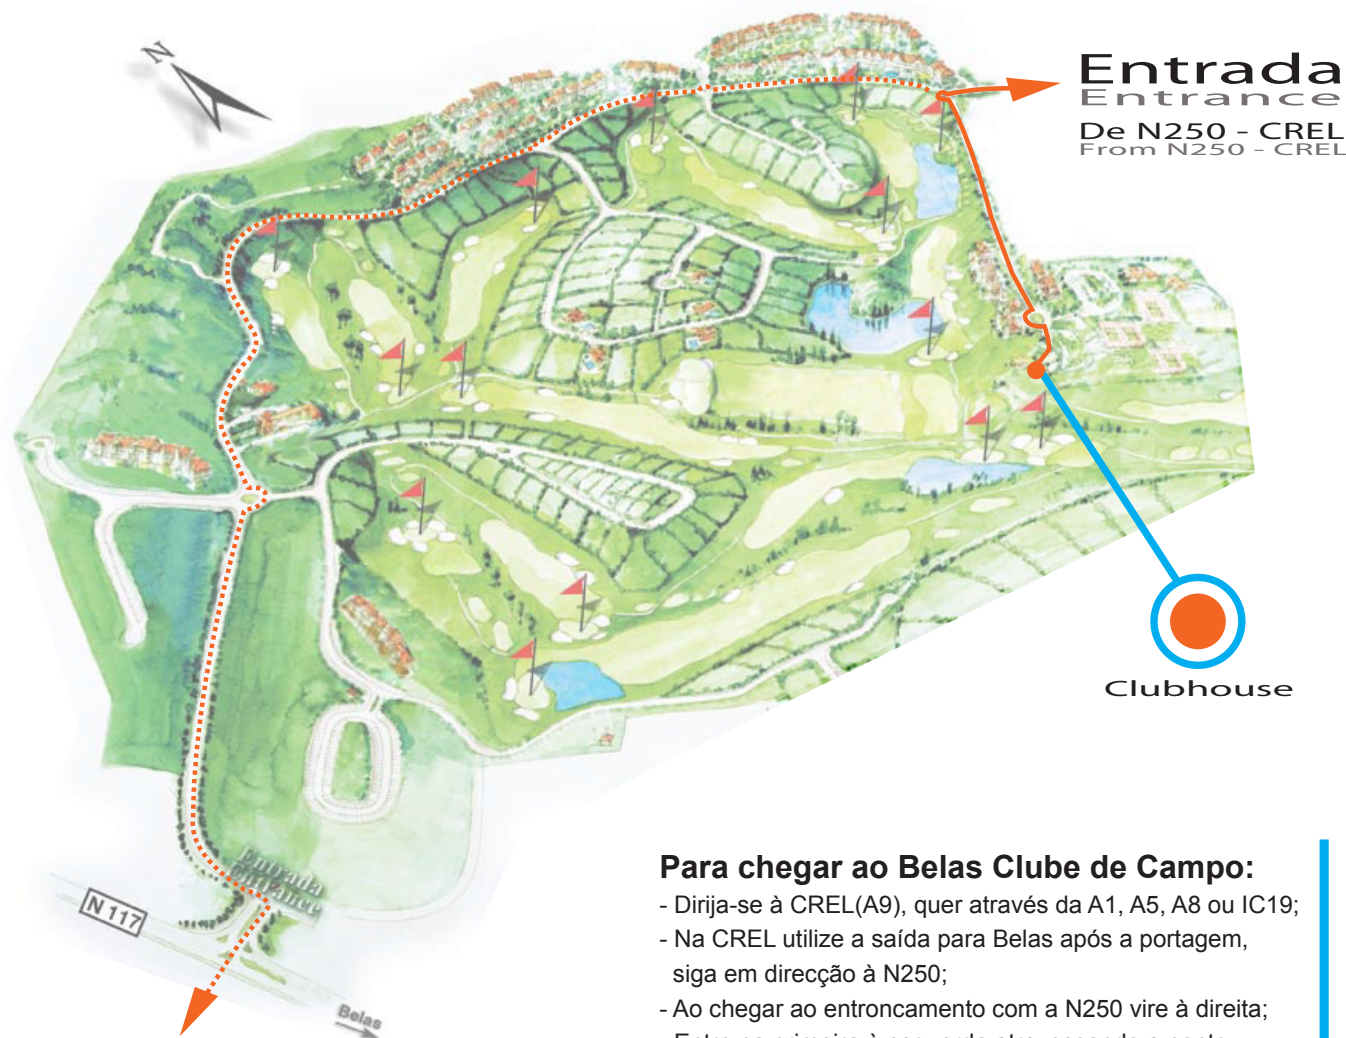 N
Entrada
Entrance
De N250 - CREL
From N250 - CREL
Clubhouse
Entrada
Entrance
N 117
Belas
Para chegar ao Belas Clube de Campo:
- Dirija-se à CREL(A9), quer através da A1, A5, A8 ou IC19;
- Na CREL utilize a saída para Belas após a portagem,
siga em direcção à N250;
- Ao chegar ao entroncamento com a N250 vire à direita;